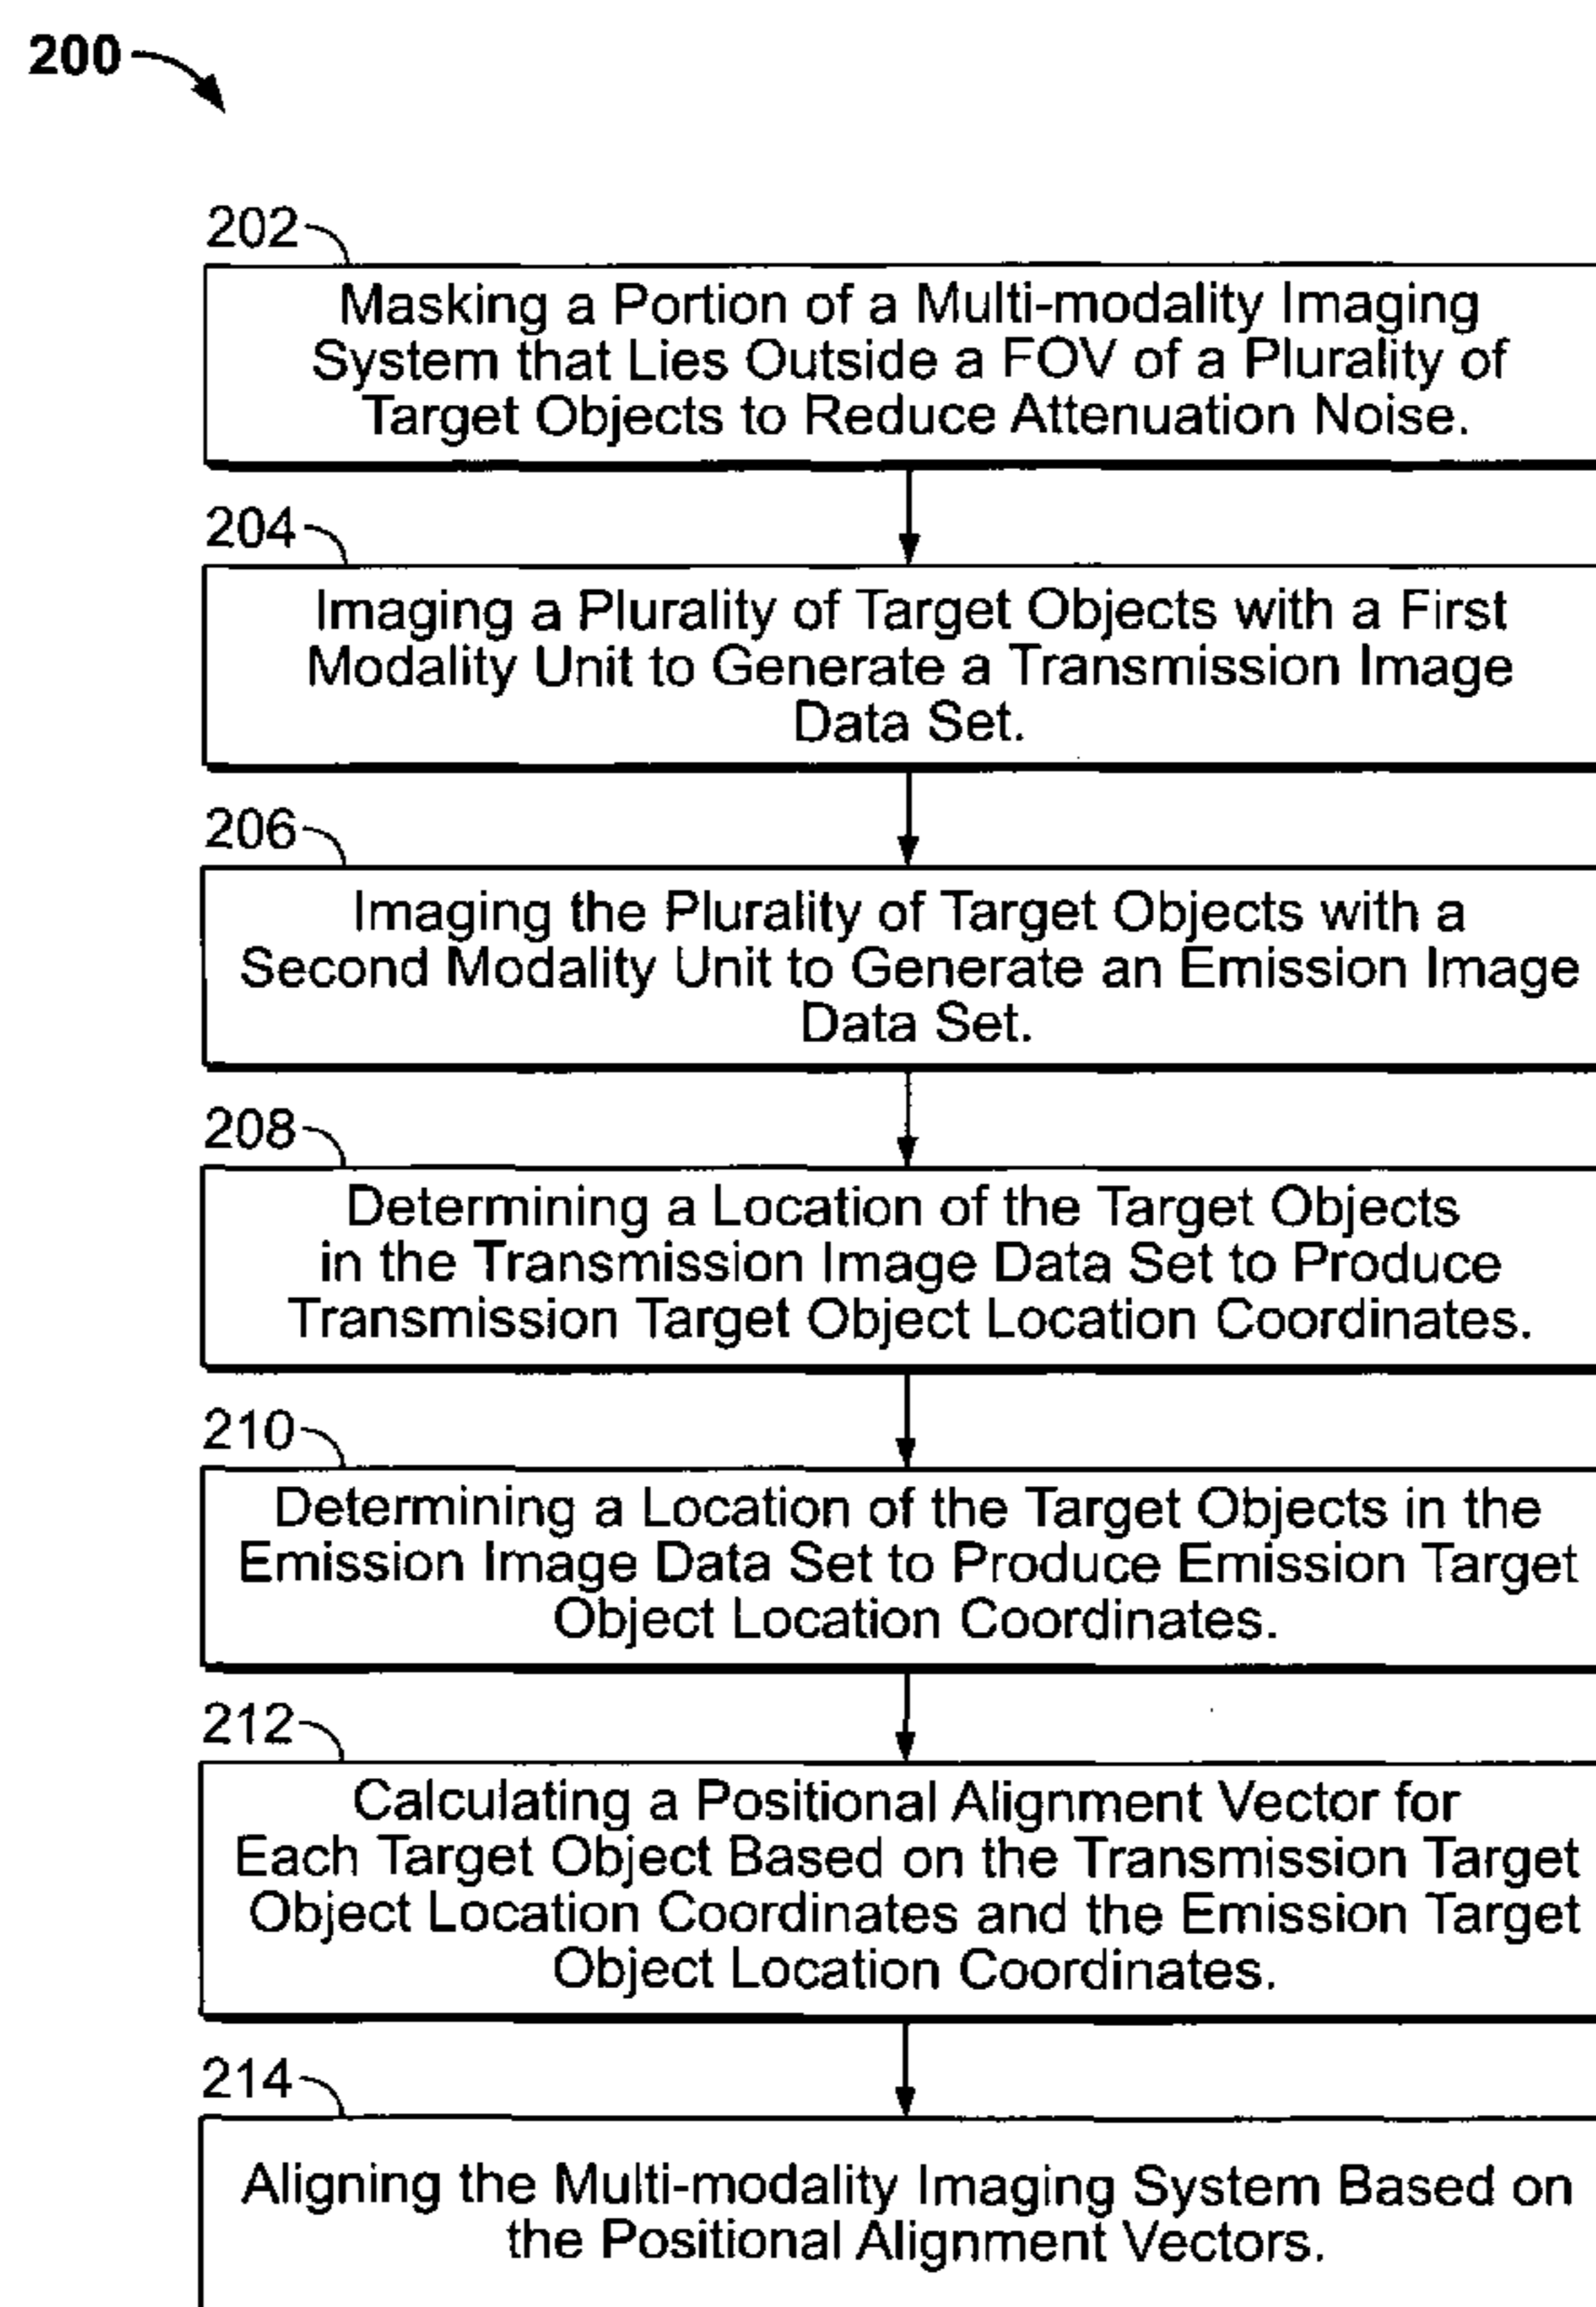 200
202
Masking a Portion of a Multi-modality Imaging
System that Lies Outside a FOV of a Plurality of
Target Objects to Reduce Attenuation Noise.
204
Imaging a Plurality of Target Objects with a First
Modality Unit to Generate a Transmission Image
Data Set.
206
Imaging the Plurality of Target Objects with a
Second Modality Unit to Generate an Emission Image
Data Set.
208
Determining a Location of the Target Objects
in the Transmission Image Data Set to Produce
Transmission Target Object Location Coordinates.
210
Determining a Location of the Target Objects in the
Emission Image Data Set to Produce Emission Target
Object Location Coordinates.
212
Calculating a Positional Alignment Vector for
Each Target Object Based on the Transmission Target
Object Location Coordinates and the Emission Target
Object Location Coordinates.
214
Aligning the Multi-modality Imaging System Based on
the Positional Alignment Vectors.